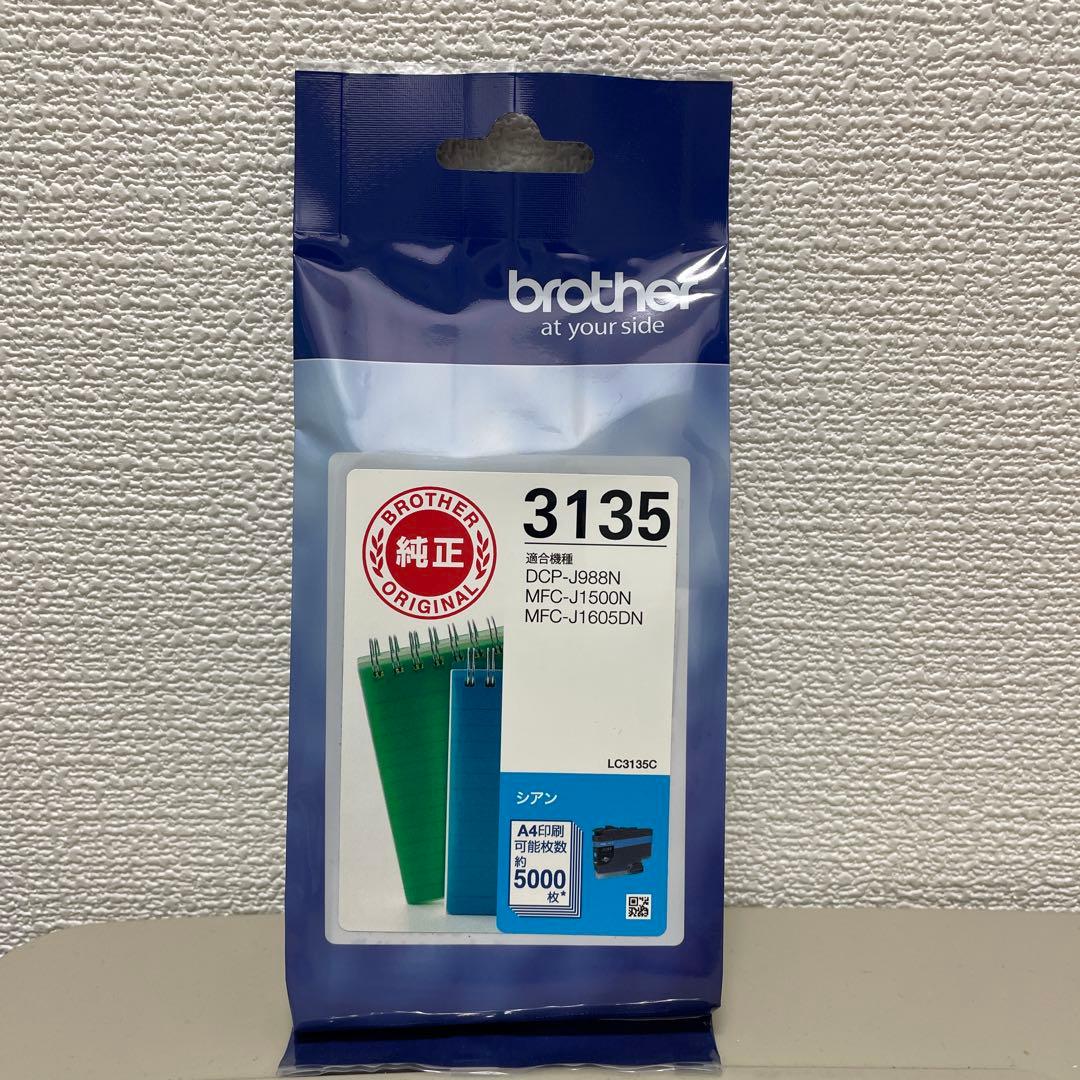 brother
at your side
BROTHER
純正
ORIGINAL
3135
適合機種
DCP-J988N
MFC-J1500N
MFC-J1605DN
LC3135C
シアン
A4印刷
可能枚数
約
5000
枚*